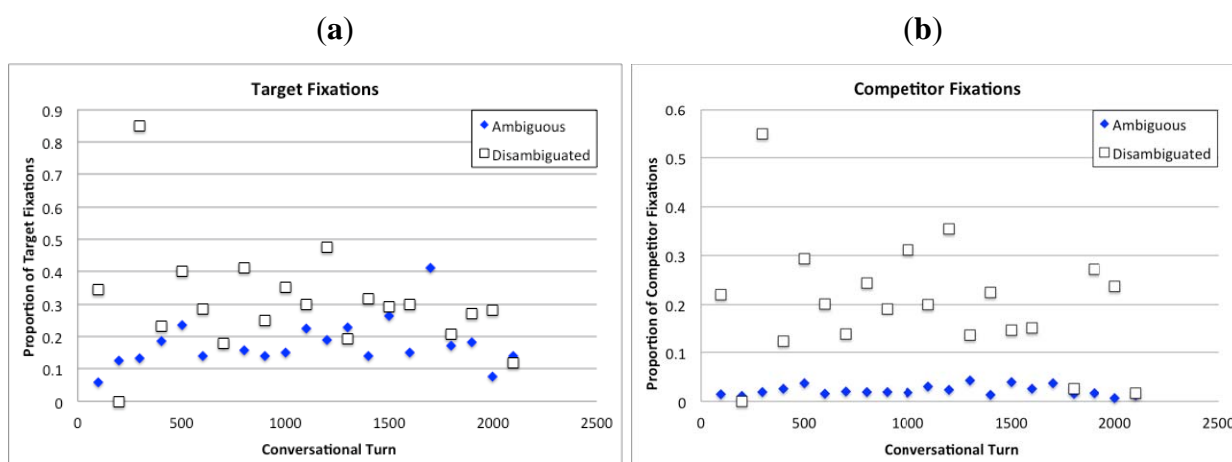 (a)
Target Fixations
Proportion of Target Fixations
0.9
0.8
0.7
0.6
0.5
0.4
0.3
0.2
0.1
0
0 500 1000 1500 2000 2500
Conversational Turn
Ambiguous
Disambiguated
(b)
Competitor Fixations
Proportion of Competitor Fixations
0.6
0.5
0.4
0.3
0.2
0.1
0
0 500 1000 1500 2000 2500
Conversational Turn
Ambiguous
Disambiguated